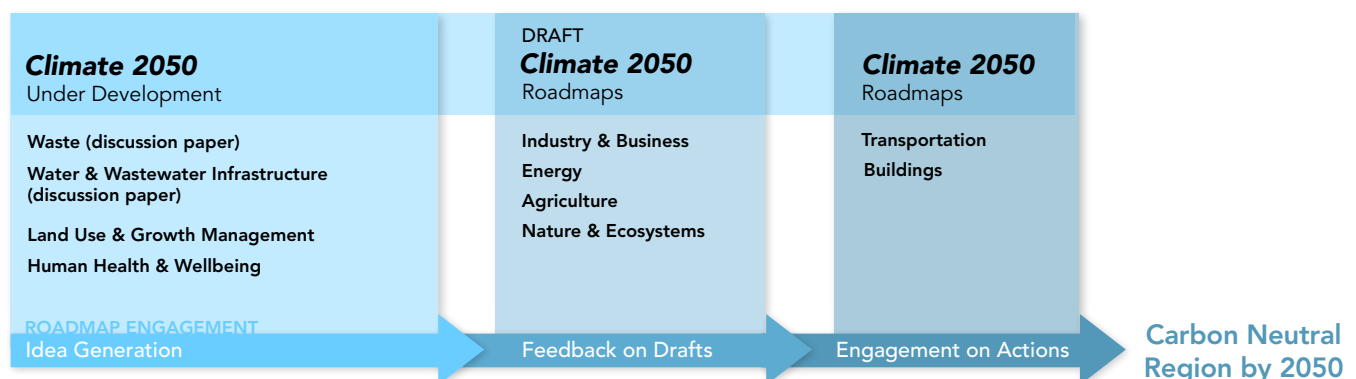 Climate 2050
Under Development
Waste (discussion paper)
Water & Wastewater Infrastructure
(discussion paper)
Land Use & Growth Management
Human Health & Wellbeing
DRAFT
Climate 2050
Roadmaps
Industry & Business
Energy
Agriculture
Nature & Ecosystems
Climate 2050
Roadmaps
Transportation
Buildings
ROADMAP ENGAGEMENT
Idea Generation
Feedback on Drafts
Engagement on Actions
Carbon Neutral
Region by 2050